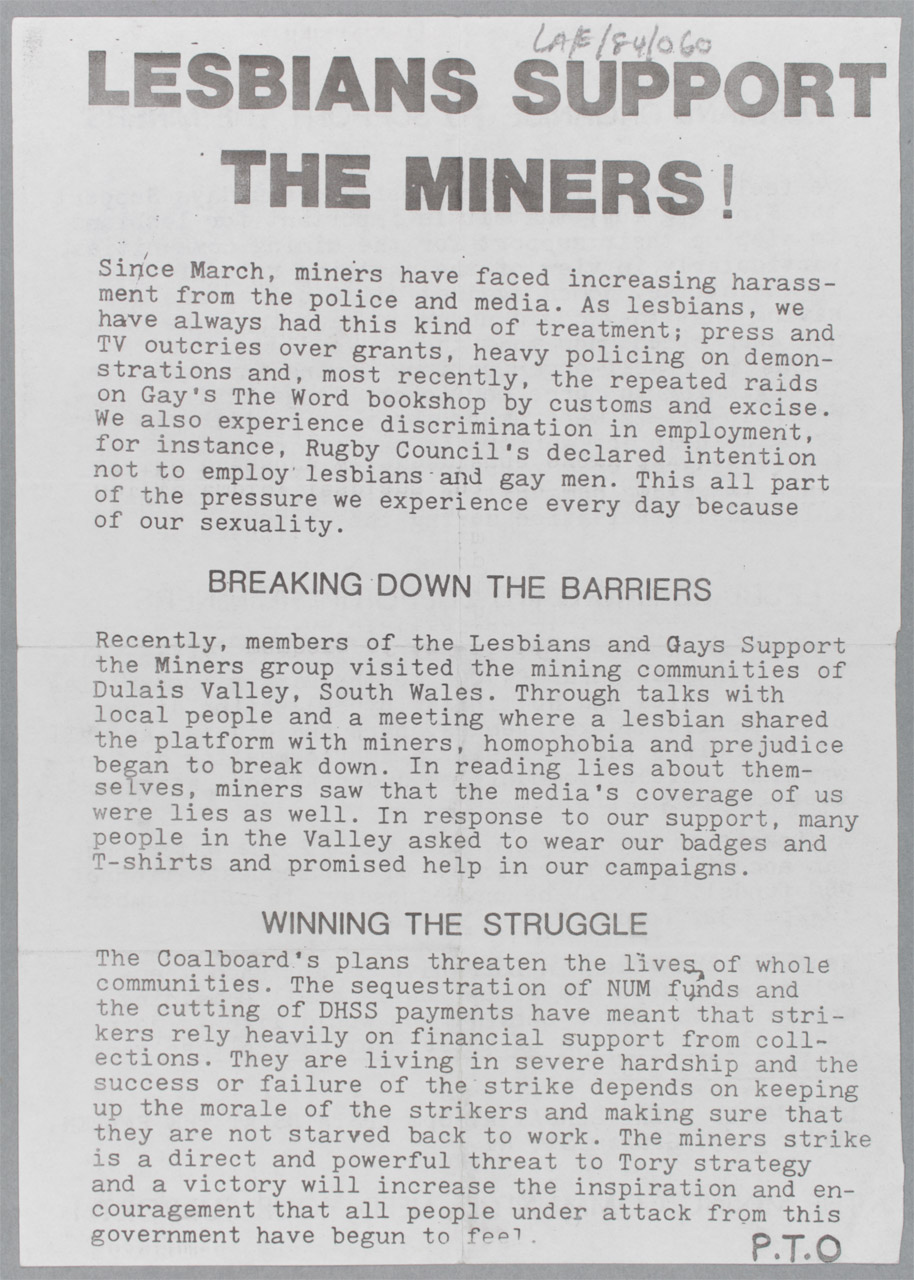 LA/E/84/060
LESBIANS SUPPORT
THE MINERS!
Since March, miners have faced increasing harass-
ment from the police and media. As lesbians, we
have always had this kind of treatment; press and
TV outcries over grants, heavy policing on demon-
strations and, most recently, the repeated raids
on Gay's The Word bookshop by customs and excise.
We also experience discrimination in employment,
for instance, Rugby Council's declared intention
not to employ lesbians and gay men. This all part
of the pressure we experience every day because
of our sexuality.
BREAKING DOWN THE BARRIERS
Recently, members of the Lesbians and Gays Support
the Miners group visited the mining communities of
Dulais Valley, South Wales. Through talks with
local people and a meeting where a lesbian shared
the platform with miners, homophobia and prejudice
began to break down. In reading lies about them-
selves, miners saw that the media's coverage of us
were lies as well. In response to our support, many
people in the Valley asked to wear our badges and
T-shirts and promised help in our campaigns.
WINNING THE STRUGGLE
The Coalboard's plans threaten the lives, of whole
communities. The sequestration of NUM funds and
the cutting of DHSS payments have meant that stri-
kers rely heavily on financial support from coll-
ections. They are living in severe hardship and the
success or failure of the strike depends on keeping
up the morale of the strikers and making sure that
they are not starved back to work. The miners strike
is a direct and powerful threat to Tory strategy
and a victory will increase the inspiration and en-
couragement that all people under attack from this
government have begun to feel.
P.T.O